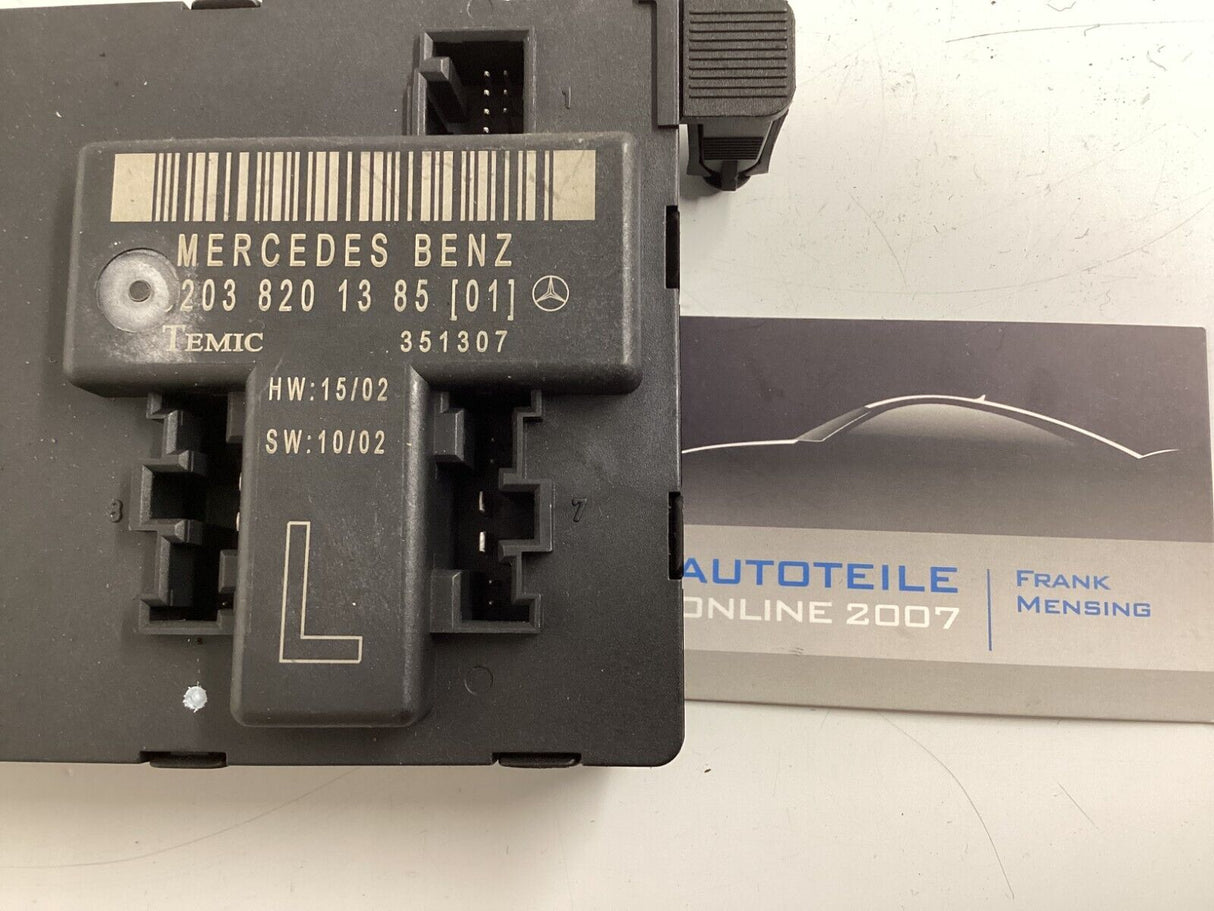 1
MERCEDES BENZ
203 820 13 85 [01]
TEMIC 351307
HW:15/02
SW:10/02
8
7
L
AUTOTEILE
ONLINE 2007
FRANK
MENSING